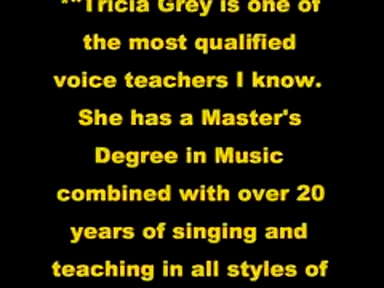 *"Tricia Grey is one of
the most qualified
voice teachers I know.
She has a Master's
Degree in Music
combined with over 20
years of singing and
teaching in all styles of